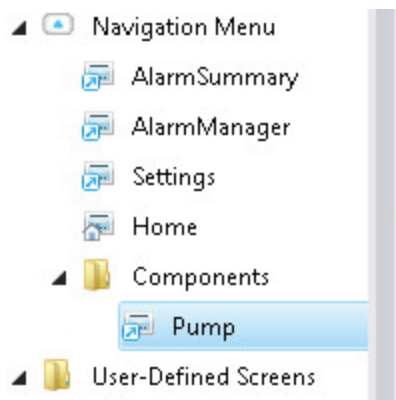 Navigation Menu
AlarmSummary
AlarmManager
Settings
Home
Components
Pump
User-Defined Screens